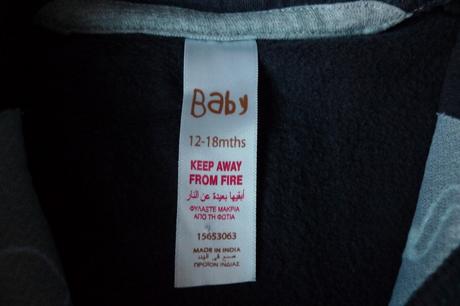 Baby
12-18mths
KEEP AWAY
FROM FIRE
أبقيها بعيدة عن النار
ΦΥΛΑΞΤΕ ΜΑΚΡΙΑ
ΑΠΟ ΤΗ ΦΩΤΙΑ
15653063
MADE IN INDIA
صنع في الهند
ΠΡΟΪΟΝ ΙΝΔΙΑΣ